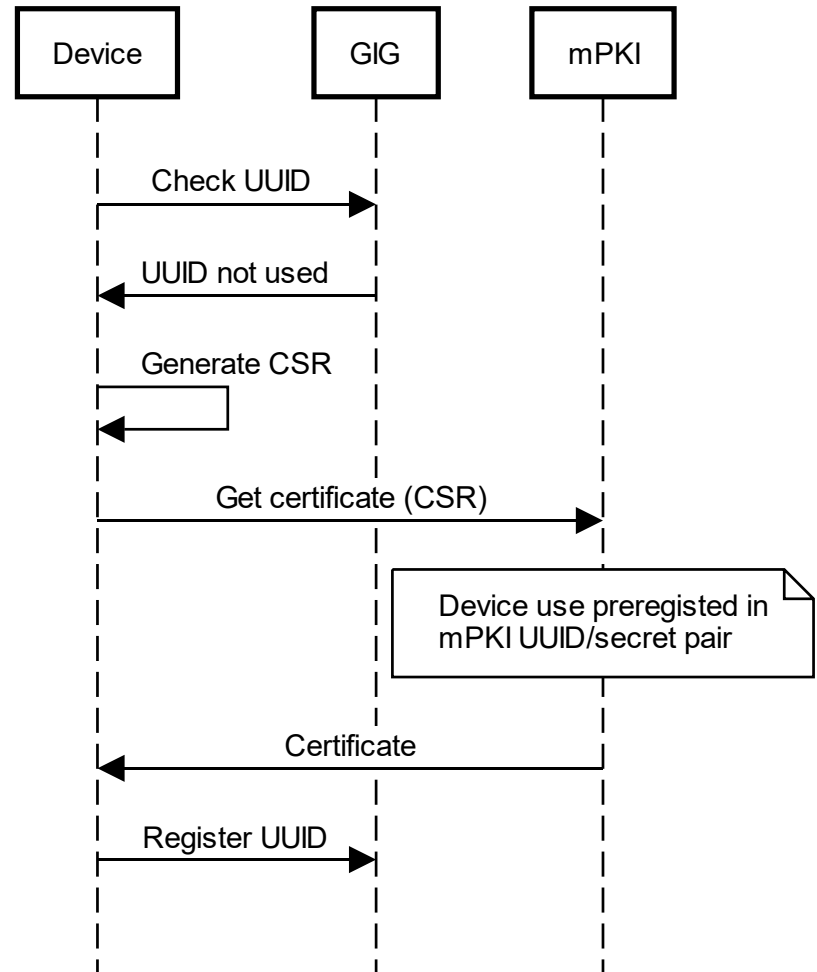 Device
GIG
mPKI
Check UUID
UUID not used
Generate CSR
Get certificate (CSR)
Device use preregisted in
mPKI UUID/secret pair
Certificate
Register UUID